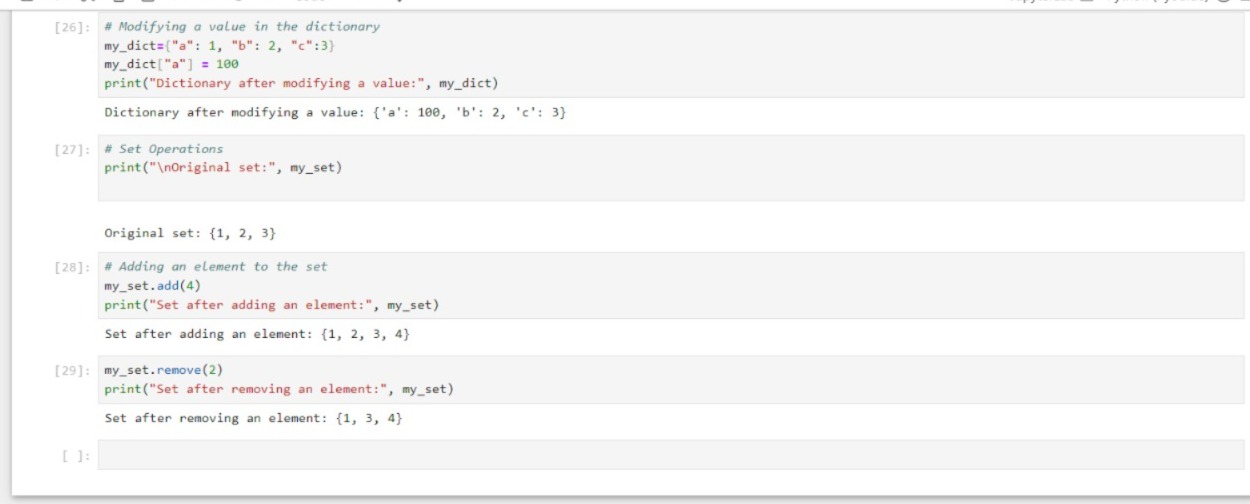 [26]: # Modifying a value in the dictionary
my_dict={"a": 1, "b": 2, "c":3}
my_dict["a"] = 100
print("Dictionary after modifying a value:", my_dict)
Dictionary after modifying a value: {'a': 100, 'b': 2, 'c': 3}
[27]: # Set Operations
print("\nOriginal set:", my_set)
Original set: {1, 2, 3}
[28]: # Adding an element to the set
my_set.add(4)
print("Set after adding an element:", my_set)
Set after adding an element: {1, 2, 3, 4}
[29]: my_set.remove(2)
print("Set after removing an element:", my_set)
Set after removing an element: {1, 3, 4}
[ ]: